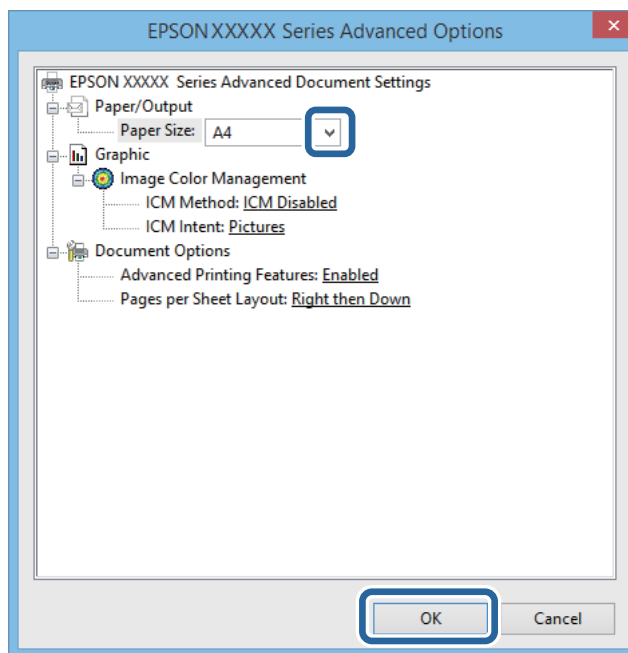 EPSON XXXXX Series Advanced Options
EPSON XXXXX Series Advanced Document Settings
Paper/Output
Paper Size: A4
Graphic
Image Color Management
ICM Method: ICM Disabled
ICM Intent: Pictures
Document Options
Advanced Printing Features: Enabled
Pages per Sheet Layout: Right then Down
OK Cancel